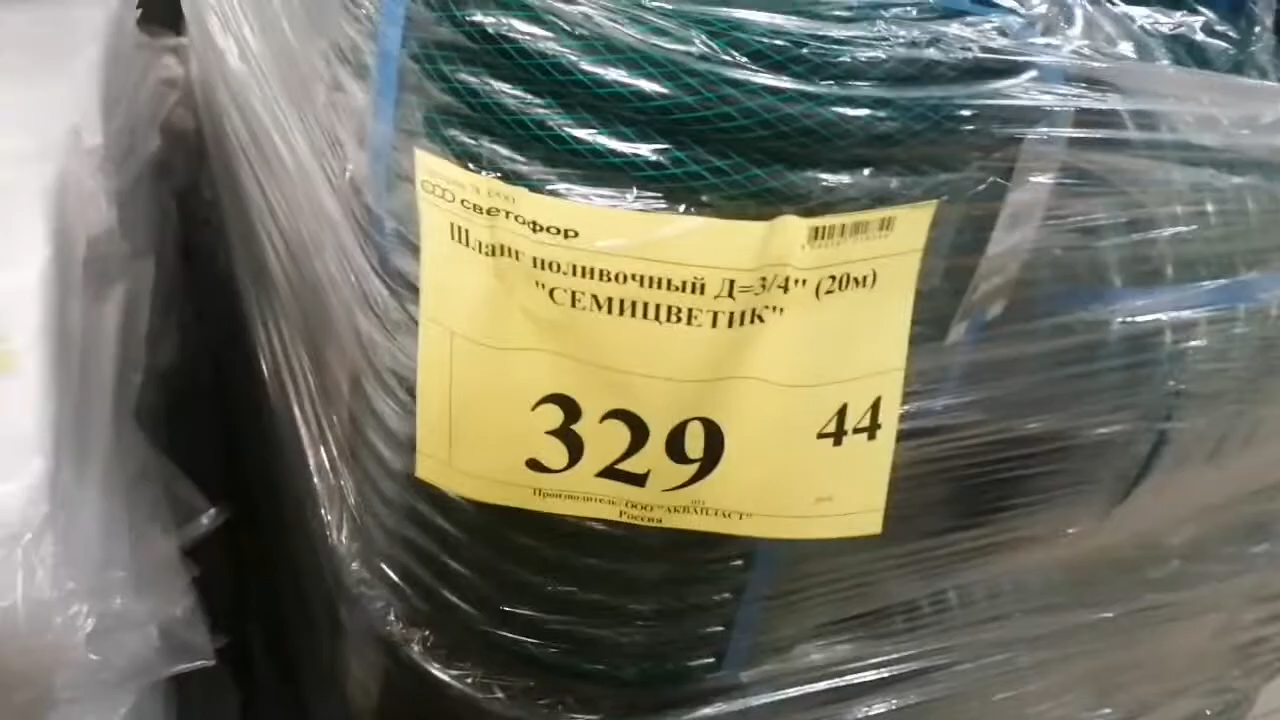 светофор
Шланг поливочный Д=3/4" (20м)
"СЕМИЦВЕТИК"
329 44
Производитель: ООО "АКВАПЛАСТ"
Россия